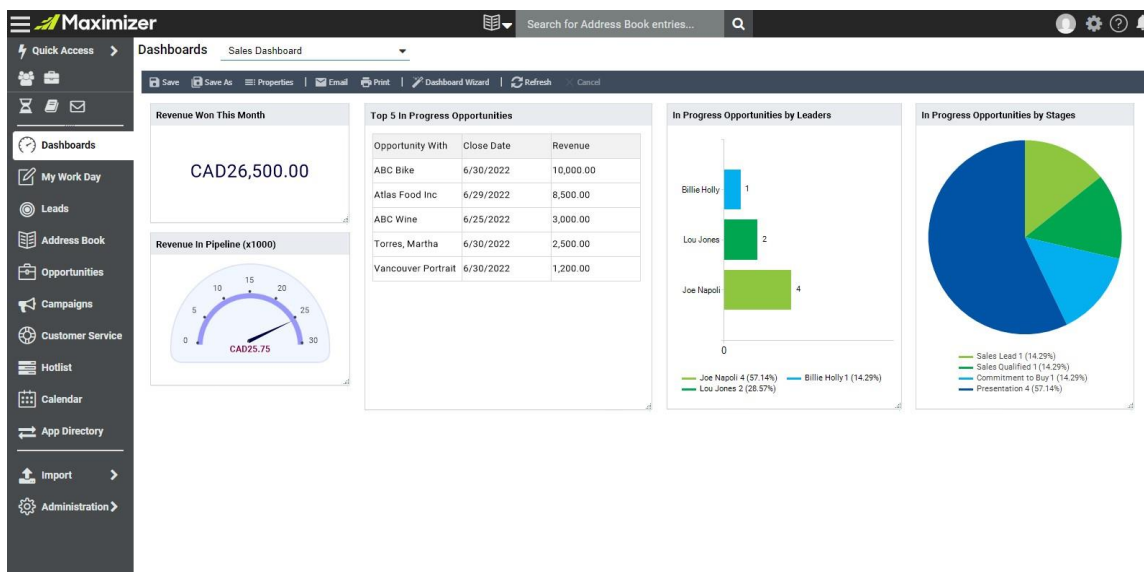 Maximizer
Search for Address Book entries...
Quick Access
Dashboards
Sales Dashboard
Save Save As Properties | Email Print | Dashboard Wizard | Refresh Cancel
Dashboards
My Work Day
Leads
Address Book
Opportunities
Campaigns
Customer Service
Hotlist
Calendar
App Directory
Import
Administration
Revenue Won This Month
CAD26,500.00
Revenue In Pipeline (x1000)
0
5
10
15
20
25
30
CAD25.75
Top 5 In Progress Opportunities
Opportunity With Close Date Revenue
ABC Bike 6/30/2022 10,000.00
Atlas Food Inc 6/29/2022 8,500.00
ABC Wine 6/25/2022 3,000.00
Torres, Martha 6/30/2022 2,500.00
Vancouver Portrait 6/30/2022 1,200.00
In Progress Opportunities by Leaders
Billie Holly 1
Lou Jones 2
Joe Napoli 4
0
Joe Napoli 4 (57.14%) Billie Holly 1 (14.29%)
Lou Jones 2 (28.57%)
In Progress Opportunities by Stages
Sales Lead 1 (14.29%)
Sales Qualified 1 (14.29%)
Commitment to Buy 1 (14.29%)
Presentation 4 (57.14%)